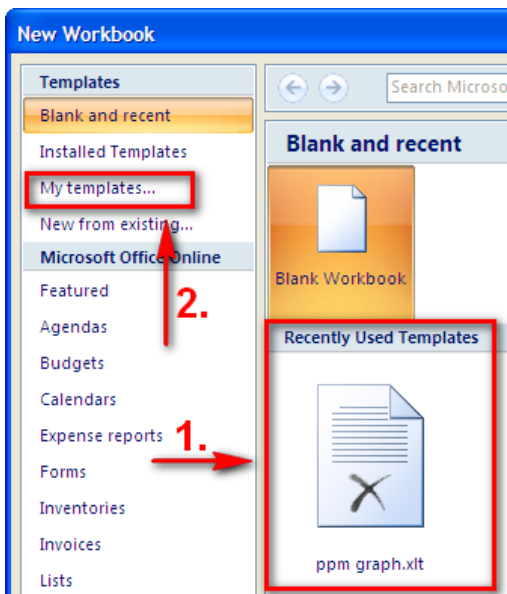 New Workbook
Templates
Blank and recent
Installed Templates
My templates...
New from existing...
Microsoft Office Online
Featured
Agendas
Budgets
Calendars
Expense reports
Forms
Inventories
Invoices
Lists
2.
1.
Search Microso
Blank and recent
Blank Workbook
Recently Used Templates
ppm graph.xlt